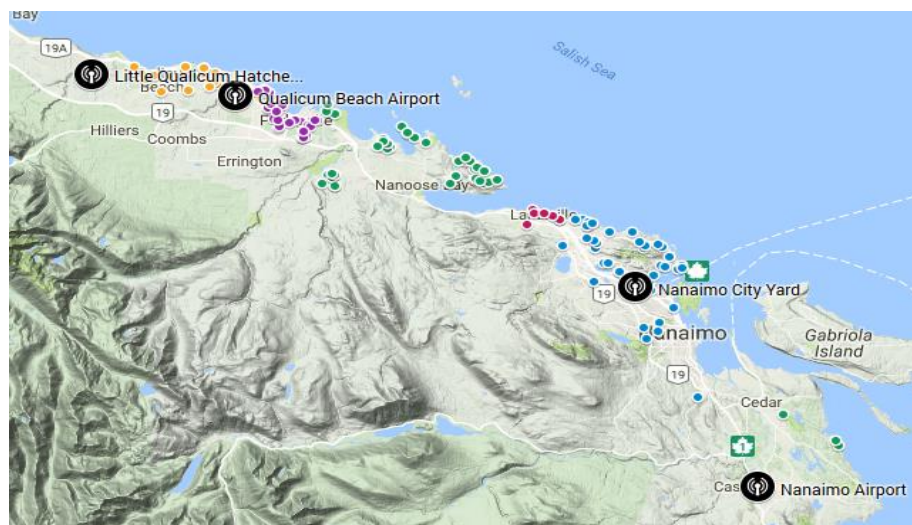 Bay
19A
Salish Sea
Little Qualicum Hatche...
Beach
Qualicum Beach Airport
19
Hilliers
Coombs
Errington
Nanoose Bay
19
Nanaimo City Yard
Nanaimo
Gabriola
Island
19
Cedar
1
Nanaimo Airport